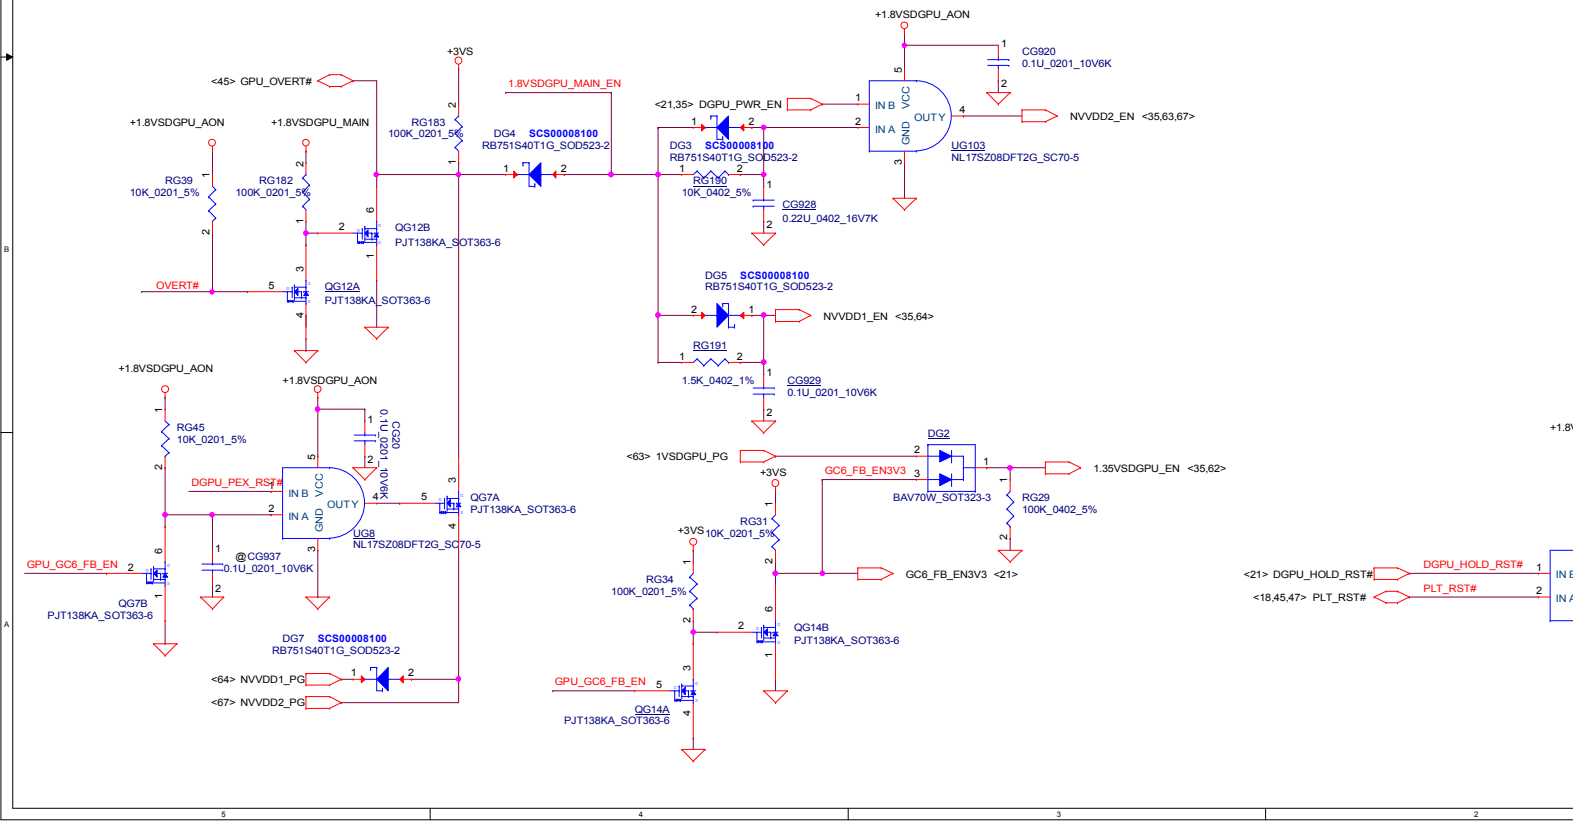 +1.8VSDGPU_AON
+3VS
CG920
0.1U_0201_10V6K
<45> GPU_OVERT#
1.8VSDGPU_MAIN_EN
<21,35> DGPU_PWR_EN
IN B
VCC
OUTY
IN A
GND
NVVDD2_EN <35,63,67>
UG103
NL17SZ08DFT2G_SC70-5
+1.8VSDGPU_AON
+1.8VSDGPU_MAIN
RG183
100K_0201_5%
DG4 SCS00008100
RB751S40T1G_SOD523-2
DG3 SCS00008100
RB751S40T1G_SOD523-2
RG39
10K_0201_5%
RG182
100K_0201_5%
RG190
10K_0402_5%
CG928
0.22U_0402_16V7K
QG12B
PJT138KA_SOT363-6
OVERT#
QG12A
PJT138KA_SOT363-6
DG5 SCS00008100
RB751S40T1G_SOD523-2
NVVDD1_EN <35,64>
RG191
1.5K_0402_1%
CG929
0.1U_0201_10V6K
+1.8VSDGPU_AON
+1.8VSDGPU_AON
RG45
10K_0201_5%
CG20
0.1U_0201_10V6K
DGPU_PEX_RST#
IN B
VCC
OUTY
IN A
GND
UG8
NL17SZ08DFT2G_SC70-5
QG7A
PJT138KA_SOT363-6
GPU_GC6_FB_EN
@CG937
0.1U_0201_10V6K
QG7B
PJT138KA_SOT363-6
DG7 SCS00008100
RB751S40T1G_SOD523-2
<64> NVVDD1_PG
<67> NVVDD2_PG
<63> 1VSDGPU_PG
DG2
GC6_FB_EN3V3
BAV70W_SOT323-3
1.35VSDGPU_EN <35,62>
RG29
100K_0402_5%
+3VS
RG31
10K_0201_5%
+3VS
RG34
100K_0201_5%
GC6_FB_EN3V3 <21>
QG14B
PJT138KA_SOT363-6
GPU_GC6_FB_EN
QG14A
PJT138KA_SOT363-6
+1.8V
<21> DGPU_HOLD_RST#
DGPU_HOLD_RST#
<18,45,47> PLT_RST#
PLT_RST#
IN B
IN A
B
A
5 4 3 2